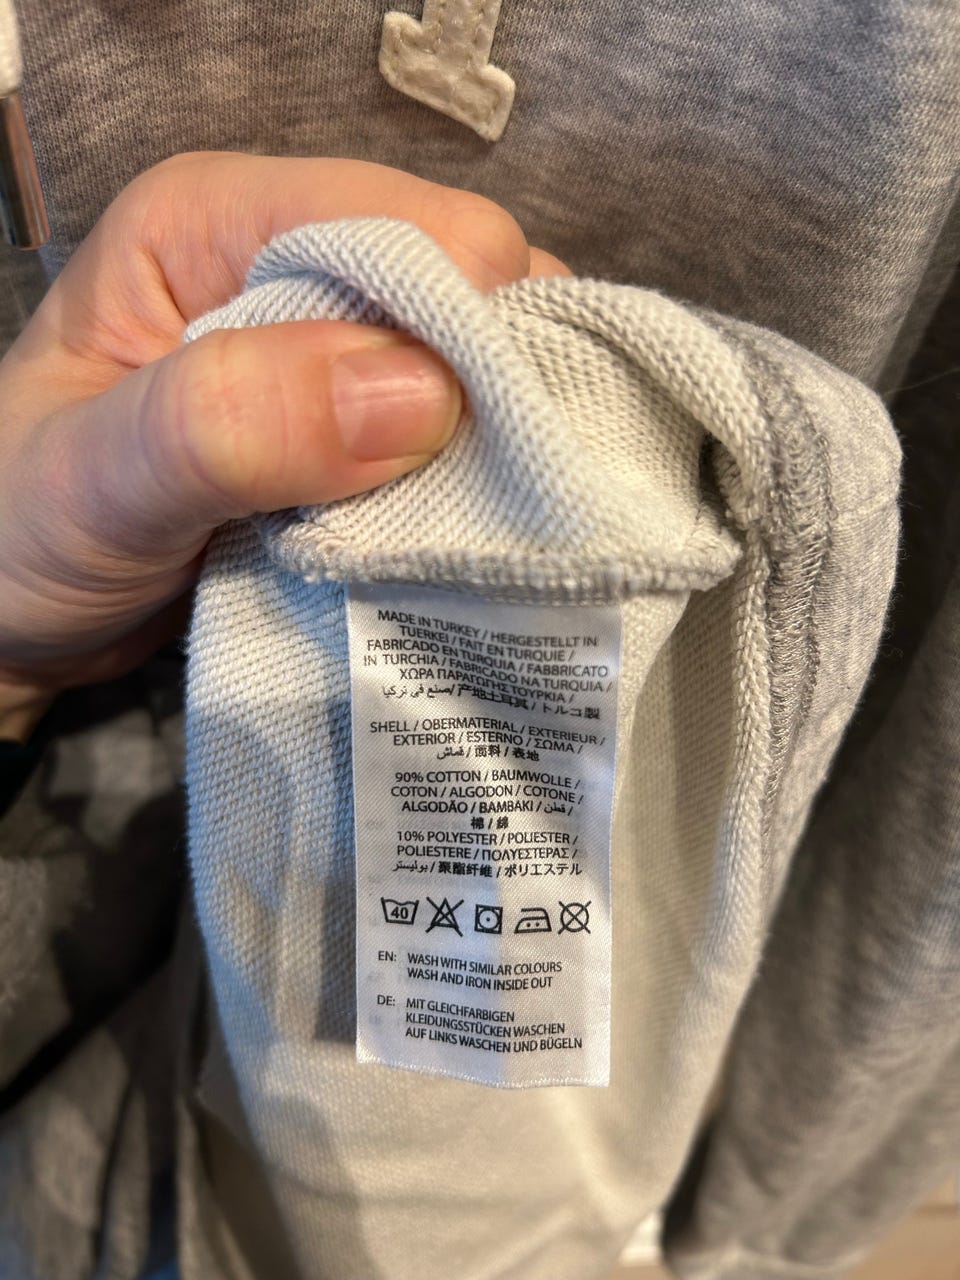 MADE IN TURKEY / HERGESTELLT IN
TUERKEI / FAIT EN TURQUIE /
FABRICADO EN TURQUIA / FABBRICATO
IN TURCHIA / FABRICADO NA TURQUIA /
ΧΩΡΑ ΠΑΡΑΓΩΓΗΣ ΤΟΥΡΚΙΑ /
صنع في تركيا / 产地土耳其 / トルコ製
SHELL / OBERMATERIAL / EXTERIEUR /
EXTERIOR / ESTERNO / ΣΩΜΑ /
قماش / 面料 / 表地
90% COTTON / BAUMWOLLE /
COTON / ALGODON / COTONE /
ALGODÃO / BAMBAKI / قطن /
棉 / 綿
10% POLYESTER / POLIESTER /
POLIESTERE / ΠΟΛΥΕΣΤΕΡΑΣ /
بوليستر / 聚酯纤维 / ポリエステル
40
EN: WASH WITH SIMILAR COLOURS
WASH AND IRON INSIDE OUT
DE: MIT GLEICHFARBIGEN
KLEIDUNGSSTÜCKEN WASCHEN
AUF LINKS WASCHEN UND BÜGELN